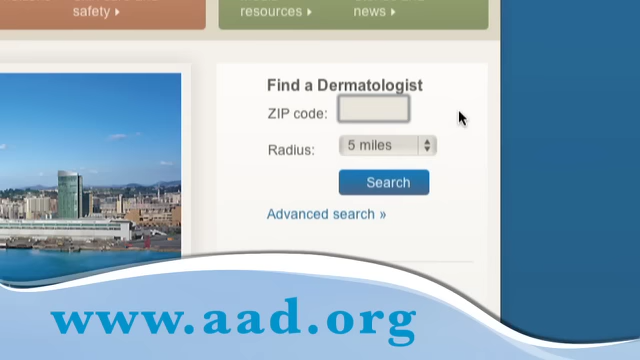 safety
resources
news
Find a Dermatologist
ZIP code:
Radius: 5 miles
Search
Advanced search »
www.aad.org